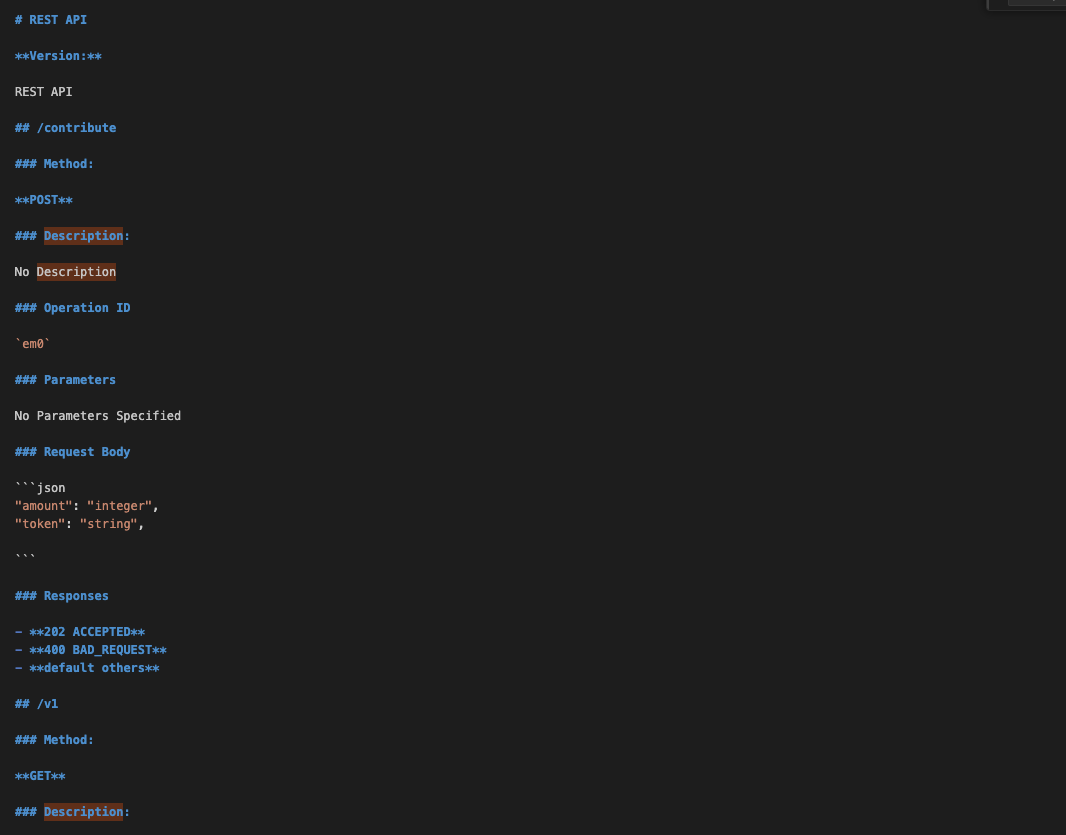 # REST API
**Version:**
REST API
## /contribute
### Method:
**POST**
### Description:
No Description
### Operation ID
`em0`
### Parameters
No Parameters Specified
### Request Body
```json
"amount": "integer",
"token": "string",
```
### Responses
- **202 ACCEPTED**
- **400 BAD_REQUEST**
- **default others**
## /v1
### Method:
**GET**
### Description: